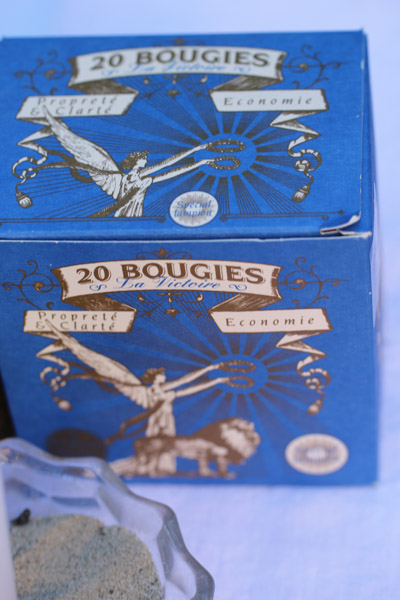 20 BOUGIES
La Victoire
Propreté
& Clarté
Economie
Spécial
lampion
20 BOUGIES
La Victoire
Propreté
& Clarté
Economie